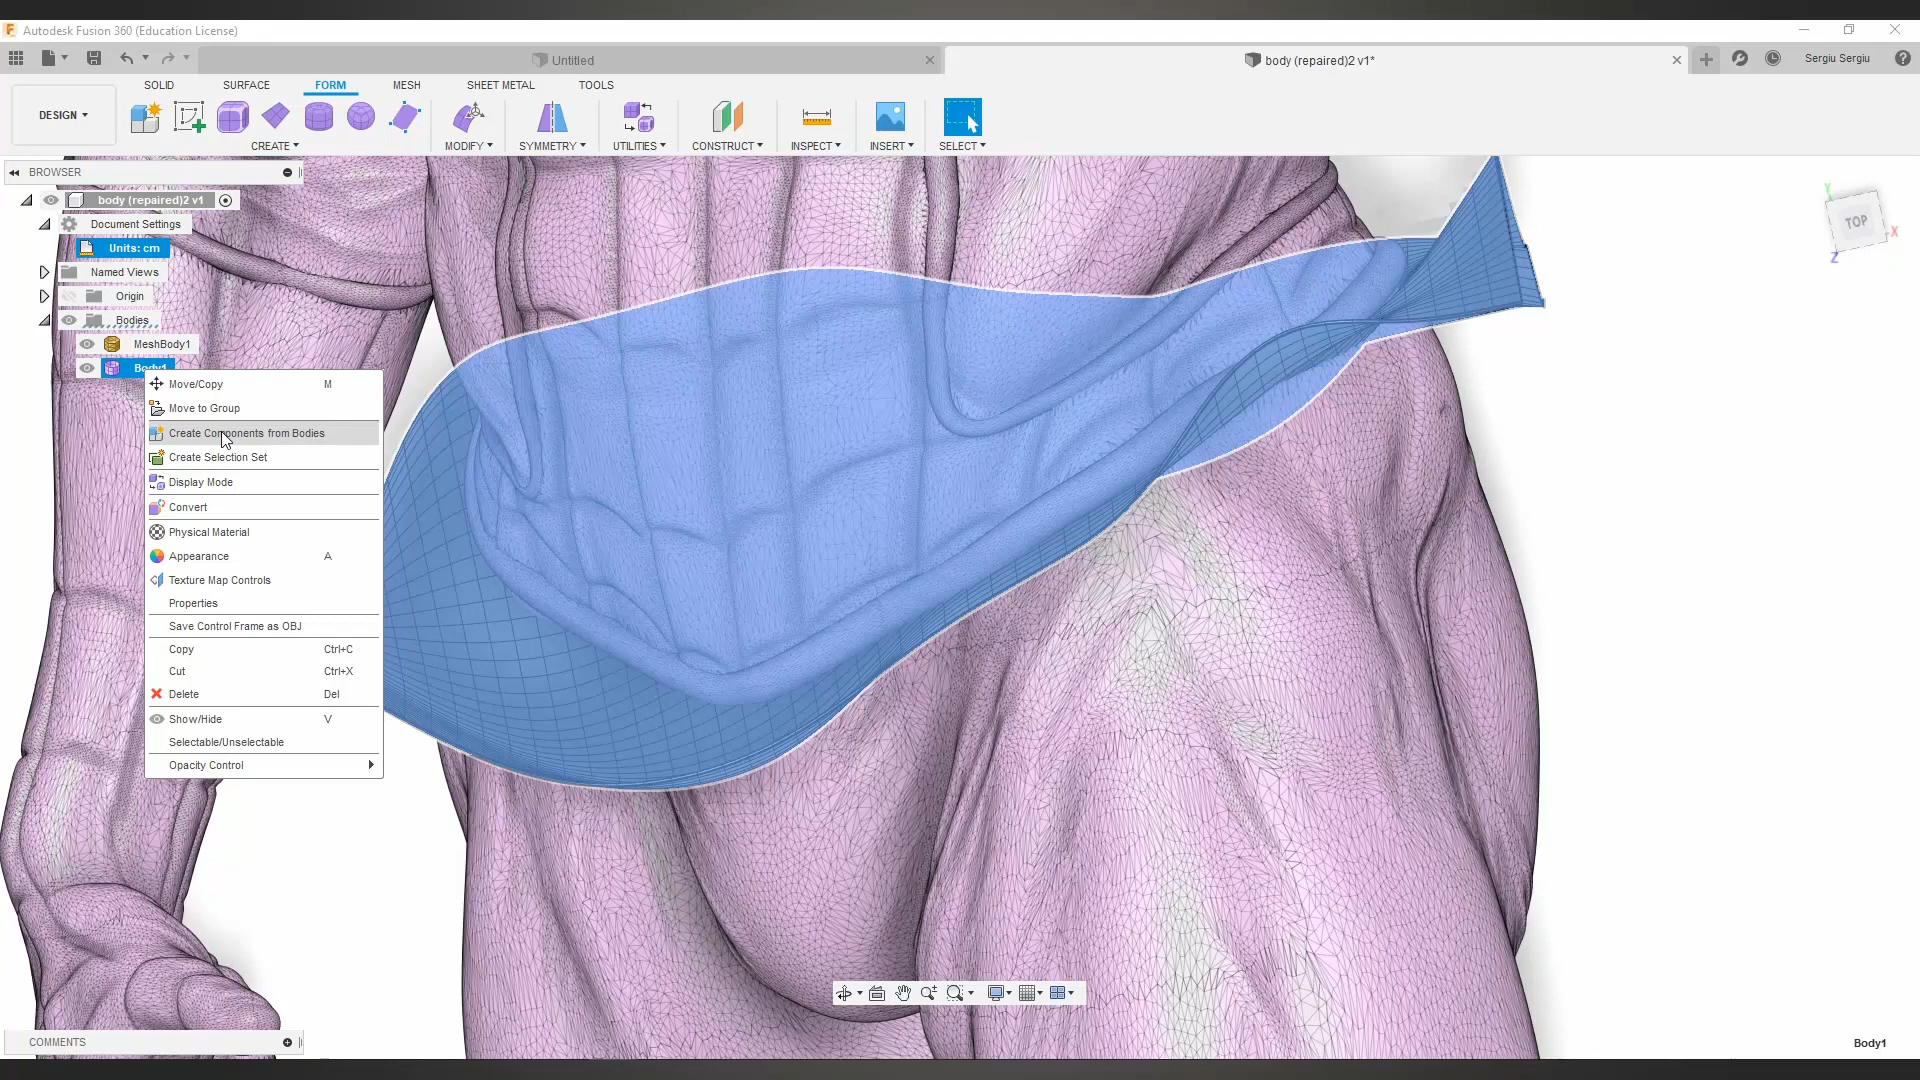 Autodesk Fusion 360 (Education License)
Untitled
body (repaired)2 v1*
Sergiu Sergiu
DESIGN
SOLID
SURFACE
FORM
MESH
SHEET METAL
TOOLS
CREATE
MODIFY
SYMMETRY
UTILITIES
CONSTRUCT
INSPECT
INSERT
SELECT
BROWSER
body (repaired)2 v1
Document Settings
Units: cm
Named Views
Origin
Bodies
MeshBody1
Body1
Move/Copy M
Move to Group
Create Components from Bodies
Create Selection Set
Display Mode
Convert
Physical Material
Appearance A
Texture Map Controls
Properties
Save Control Frame as OBJ
Copy Ctrl+C
Cut Ctrl+X
Delete Del
Show/Hide V
Selectable/Unselectable
Opacity Control
Y
TOP
X
Z
COMMENTS
Body1